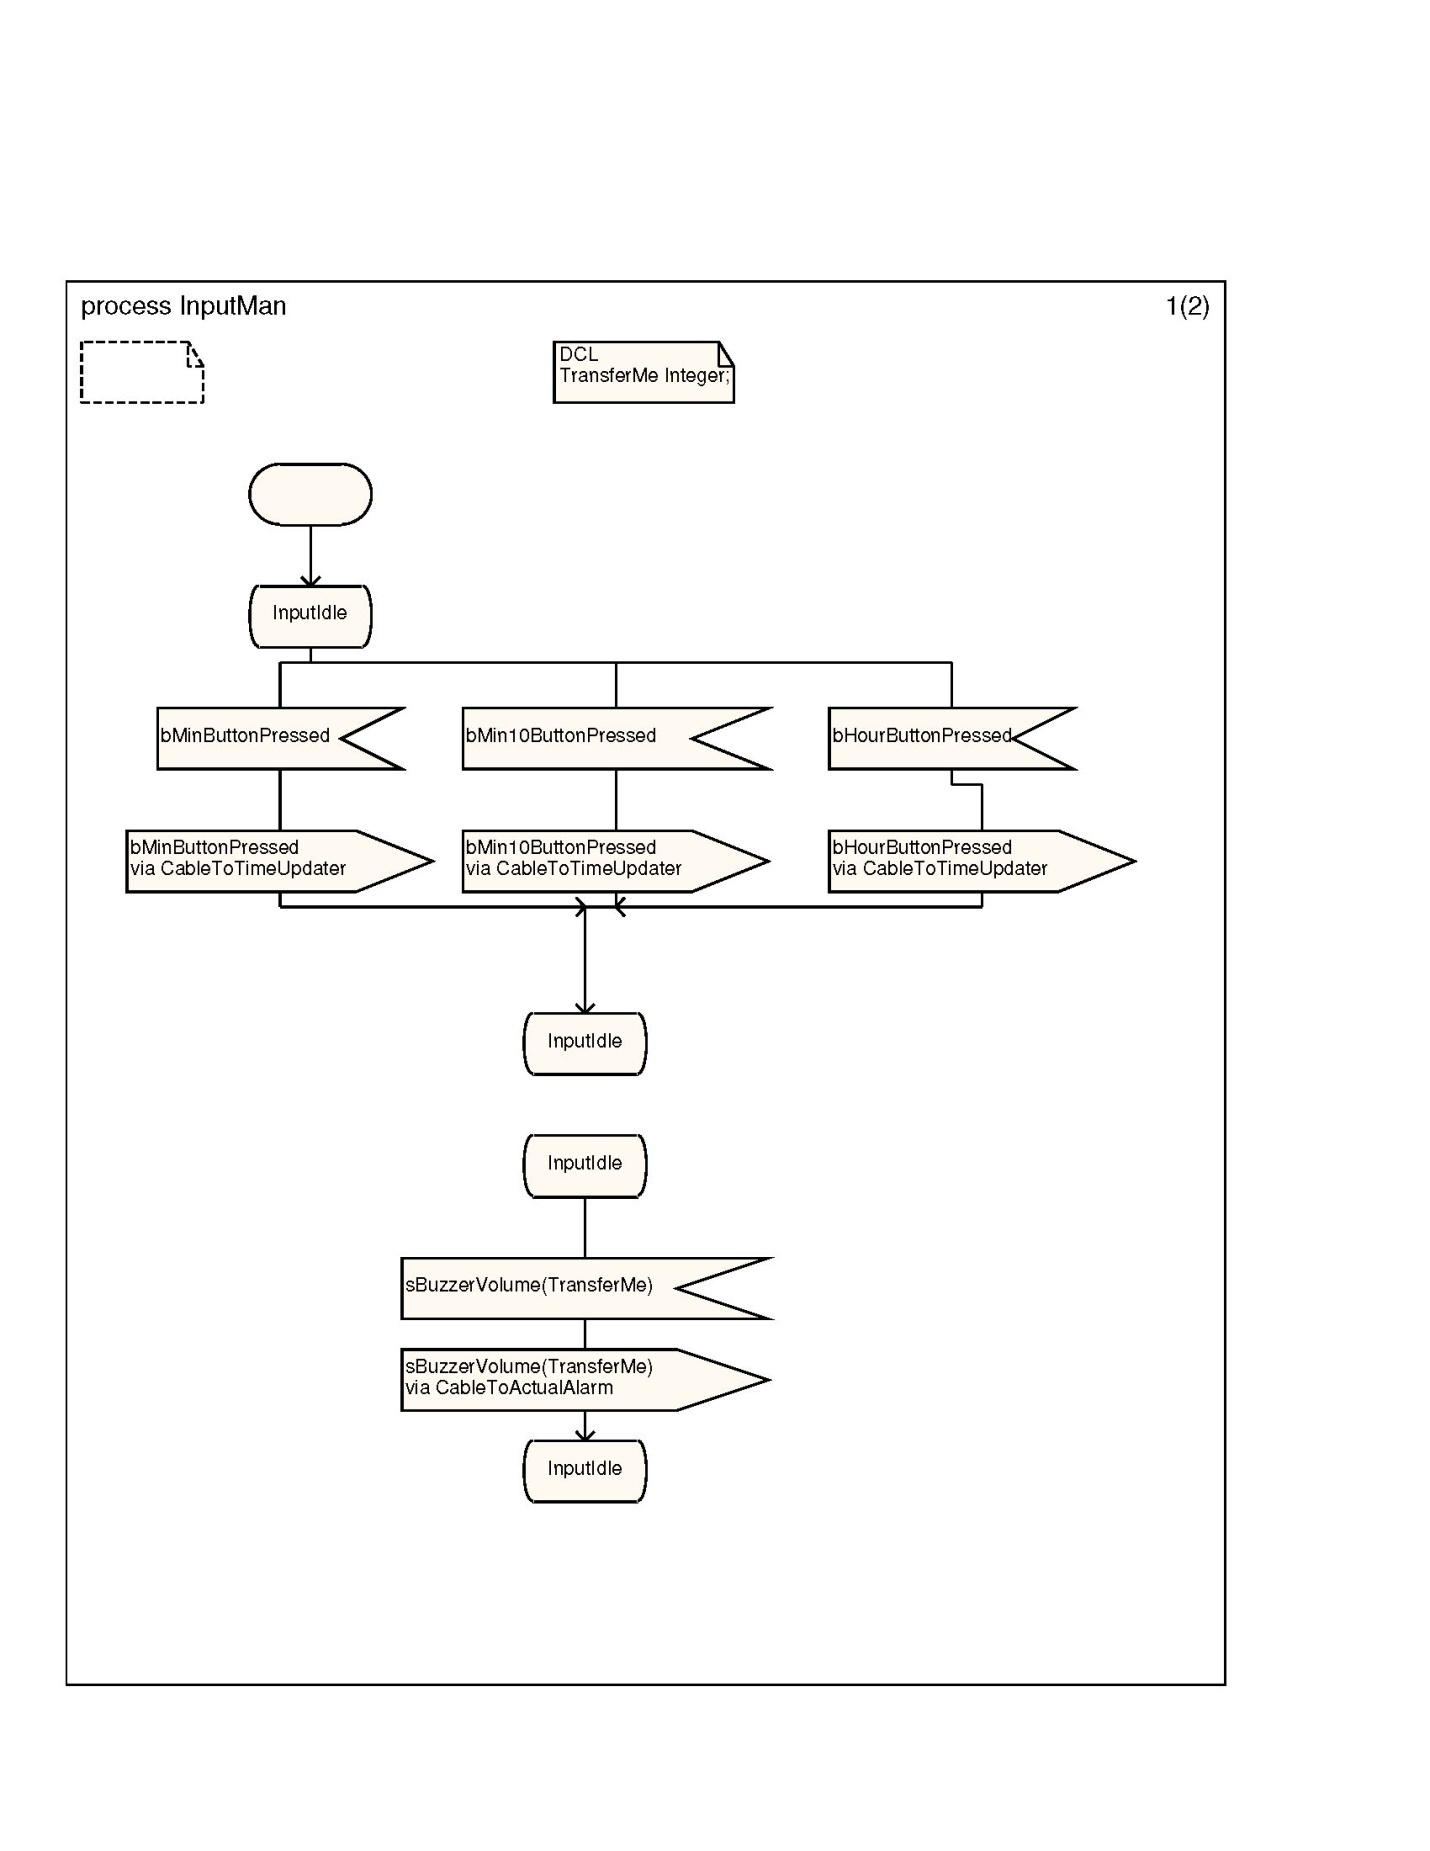 process InputMan
1(2)
DCL
TransferMe Integer;
InputIdle
bMinButtonPressed
bMin10ButtonPressed
bHourButtonPressed
bMinButtonPressed
via CableToTimeUpdater
bMin10ButtonPressed
via CableToTimeUpdater
bHourButtonPressed
via CableToTimeUpdater
InputIdle
InputIdle
sBuzzerVolume(TransferMe)
sBuzzerVolume(TransferMe)
via CableToActualAlarm
InputIdle